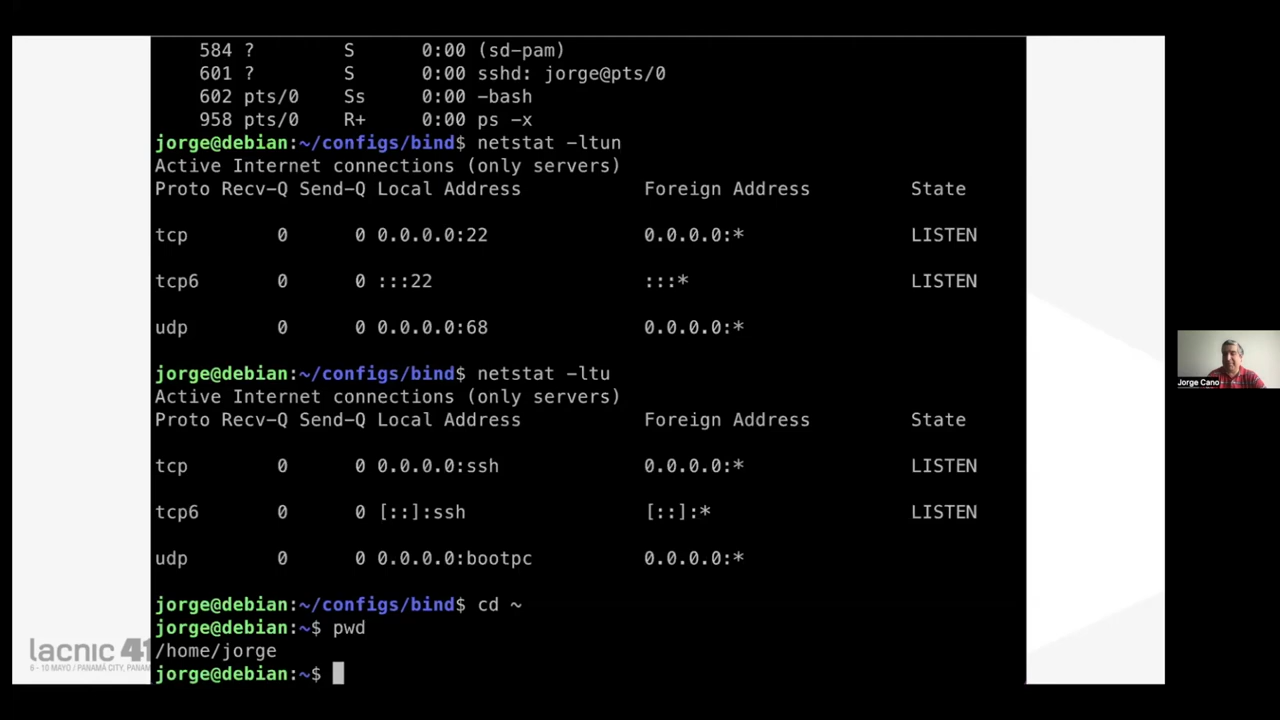 584 ?        S      0:00 (sd-pam)
601 ?        S      0:00 sshd: jorge@pts/0
602 pts/0    Ss     0:00 -bash
958 pts/0    R+     0:00 ps -x
jorge@debian:~/configs/bind$ netstat -ltun
Active Internet connections (only servers)
Proto Recv-Q Send-Q Local Address           Foreign Address         State
tcp        0      0 0.0.0.0:22              0.0.0.0:*               LISTEN
tcp6       0      0 :::22                   :::*                    LISTEN
udp        0      0 0.0.0.0:68              0.0.0.0:*
jorge@debian:~/configs/bind$ netstat -ltu
Active Internet connections (only servers)
Proto Recv-Q Send-Q Local Address           Foreign Address         State
tcp        0      0 0.0.0.0:ssh             0.0.0.0:*               LISTEN
tcp6       0      0 [::]:ssh                [::]:*                  LISTEN
udp        0      0 0.0.0.0:bootpc          0.0.0.0:*
jorge@debian:~/configs/bind$ cd ~
jorge@debian:~$ pwd
/home/jorge
jorge@debian:~$
lacnic 41
6 - 10 MAYO / PANAMÁ CITY, PANAM
Jorge Cano